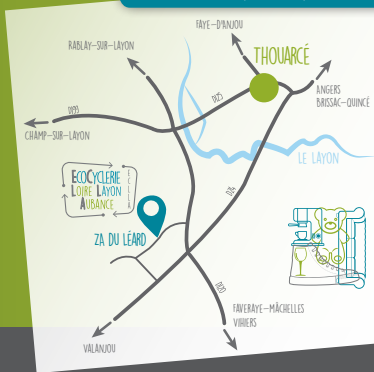 FAYE-D'ANJOU
RABLAY-SUR-LAYON
THOUARCÉ
ANGERS
BRISSAC-QUINCÉ
D125
D199
CHAMP-SUR-LAYON
LE LAYON
ECOCYCLERIE
LOIRE LAYON
AUBANCE
D24
ZA DU LÉARD
D120
FAVERAYE-MÂCHELLES
VIHIERS
VALANJOU